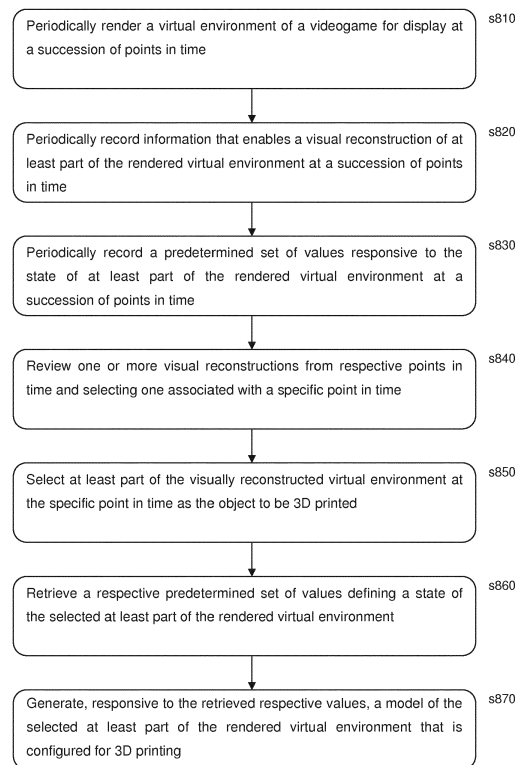 Periodically render a virtual environment of a videogame for display at
a succession of points in time
s810
Periodically record information that enables a visual reconstruction of at
least part of the rendered virtual environment at a succession of points
in time
s820
Periodically record a predetermined set of values responsive to the
state of at least part of the rendered virtual environment at a
succession of points in time
s830
Review one or more visual reconstructions from respective points in
time and selecting one associated with a specific point in time
s840
Select at least part of the visually reconstructed virtual environment at
the specific point in time as the object to be 3D printed
s850
Retrieve a respective predetermined set of values defining a state of
the selected at least part of the rendered virtual environment
s860
Generate, responsive to the retrieved respective values, a model of the
selected at least part of the rendered virtual environment that is
configured for 3D printing
s870